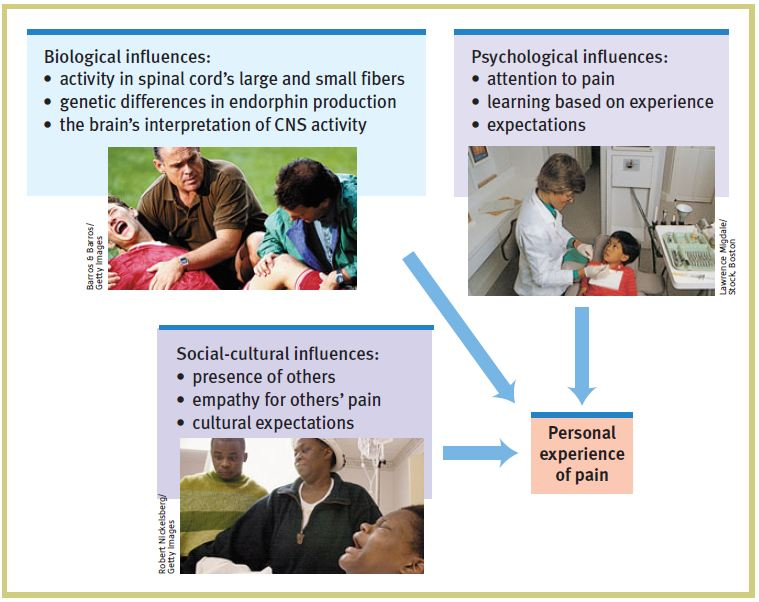 Biological influences:
• activity in spinal cord’s large and small fibers
• genetic differences in endorphin production
• the brain’s interpretation of CNS activity
Barros & Barros/
Getty Images
Psychological influences:
• attention to pain
• learning based on experience
• expectations
Lawrence Migdale/
Stock, Boston
Social-cultural influences:
• presence of others
• empathy for others’ pain
• cultural expectations
Robert Nickelsberg/
Getty Images
Personal
experience
of pain